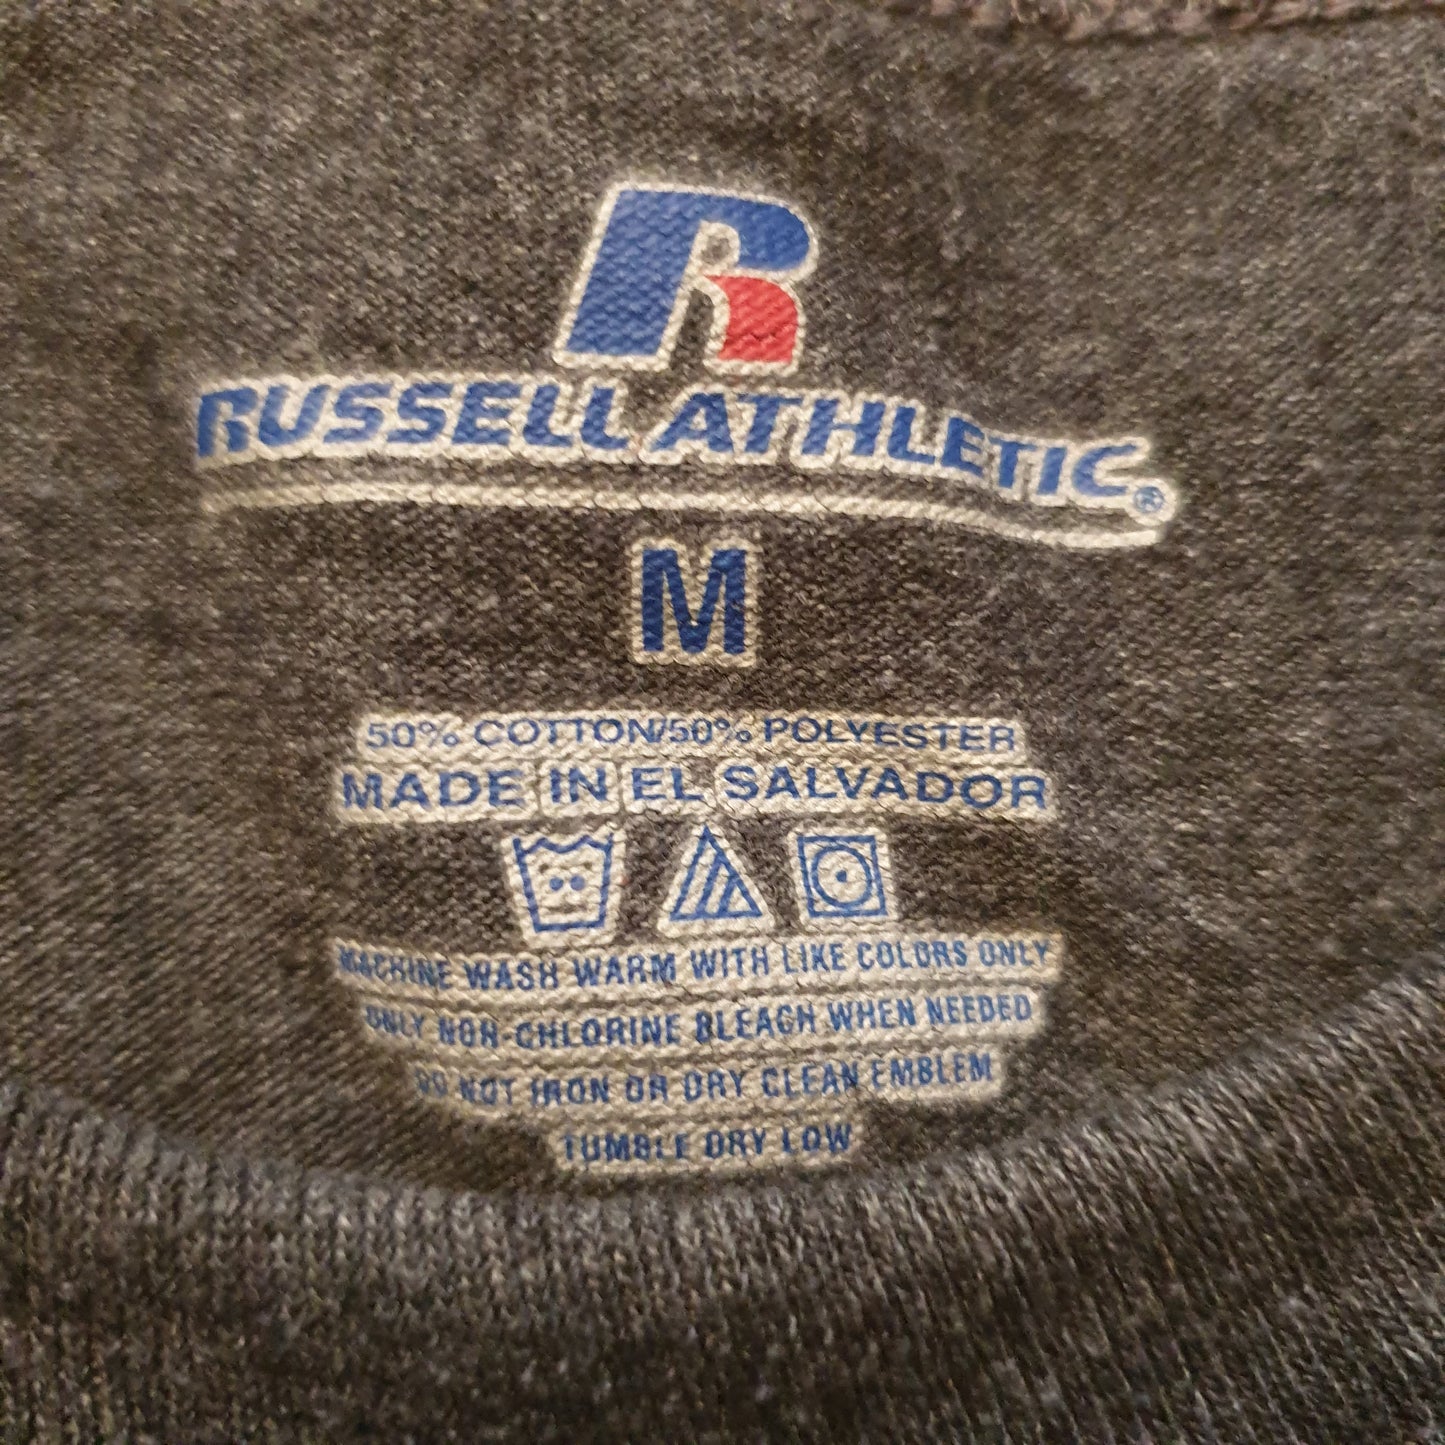 R
RUSSELL ATHLETIC®
M
50% COTTON/50% POLYESTER
MADE IN EL SALVADOR
MACHINE WASH WARM WITH LIKE COLORS ONLY
ONLY NON-CHLORINE BLEACH WHEN NEEDED
DO NOT IRON OR DRY CLEAN EMBLEM
TUMBLE DRY LOW